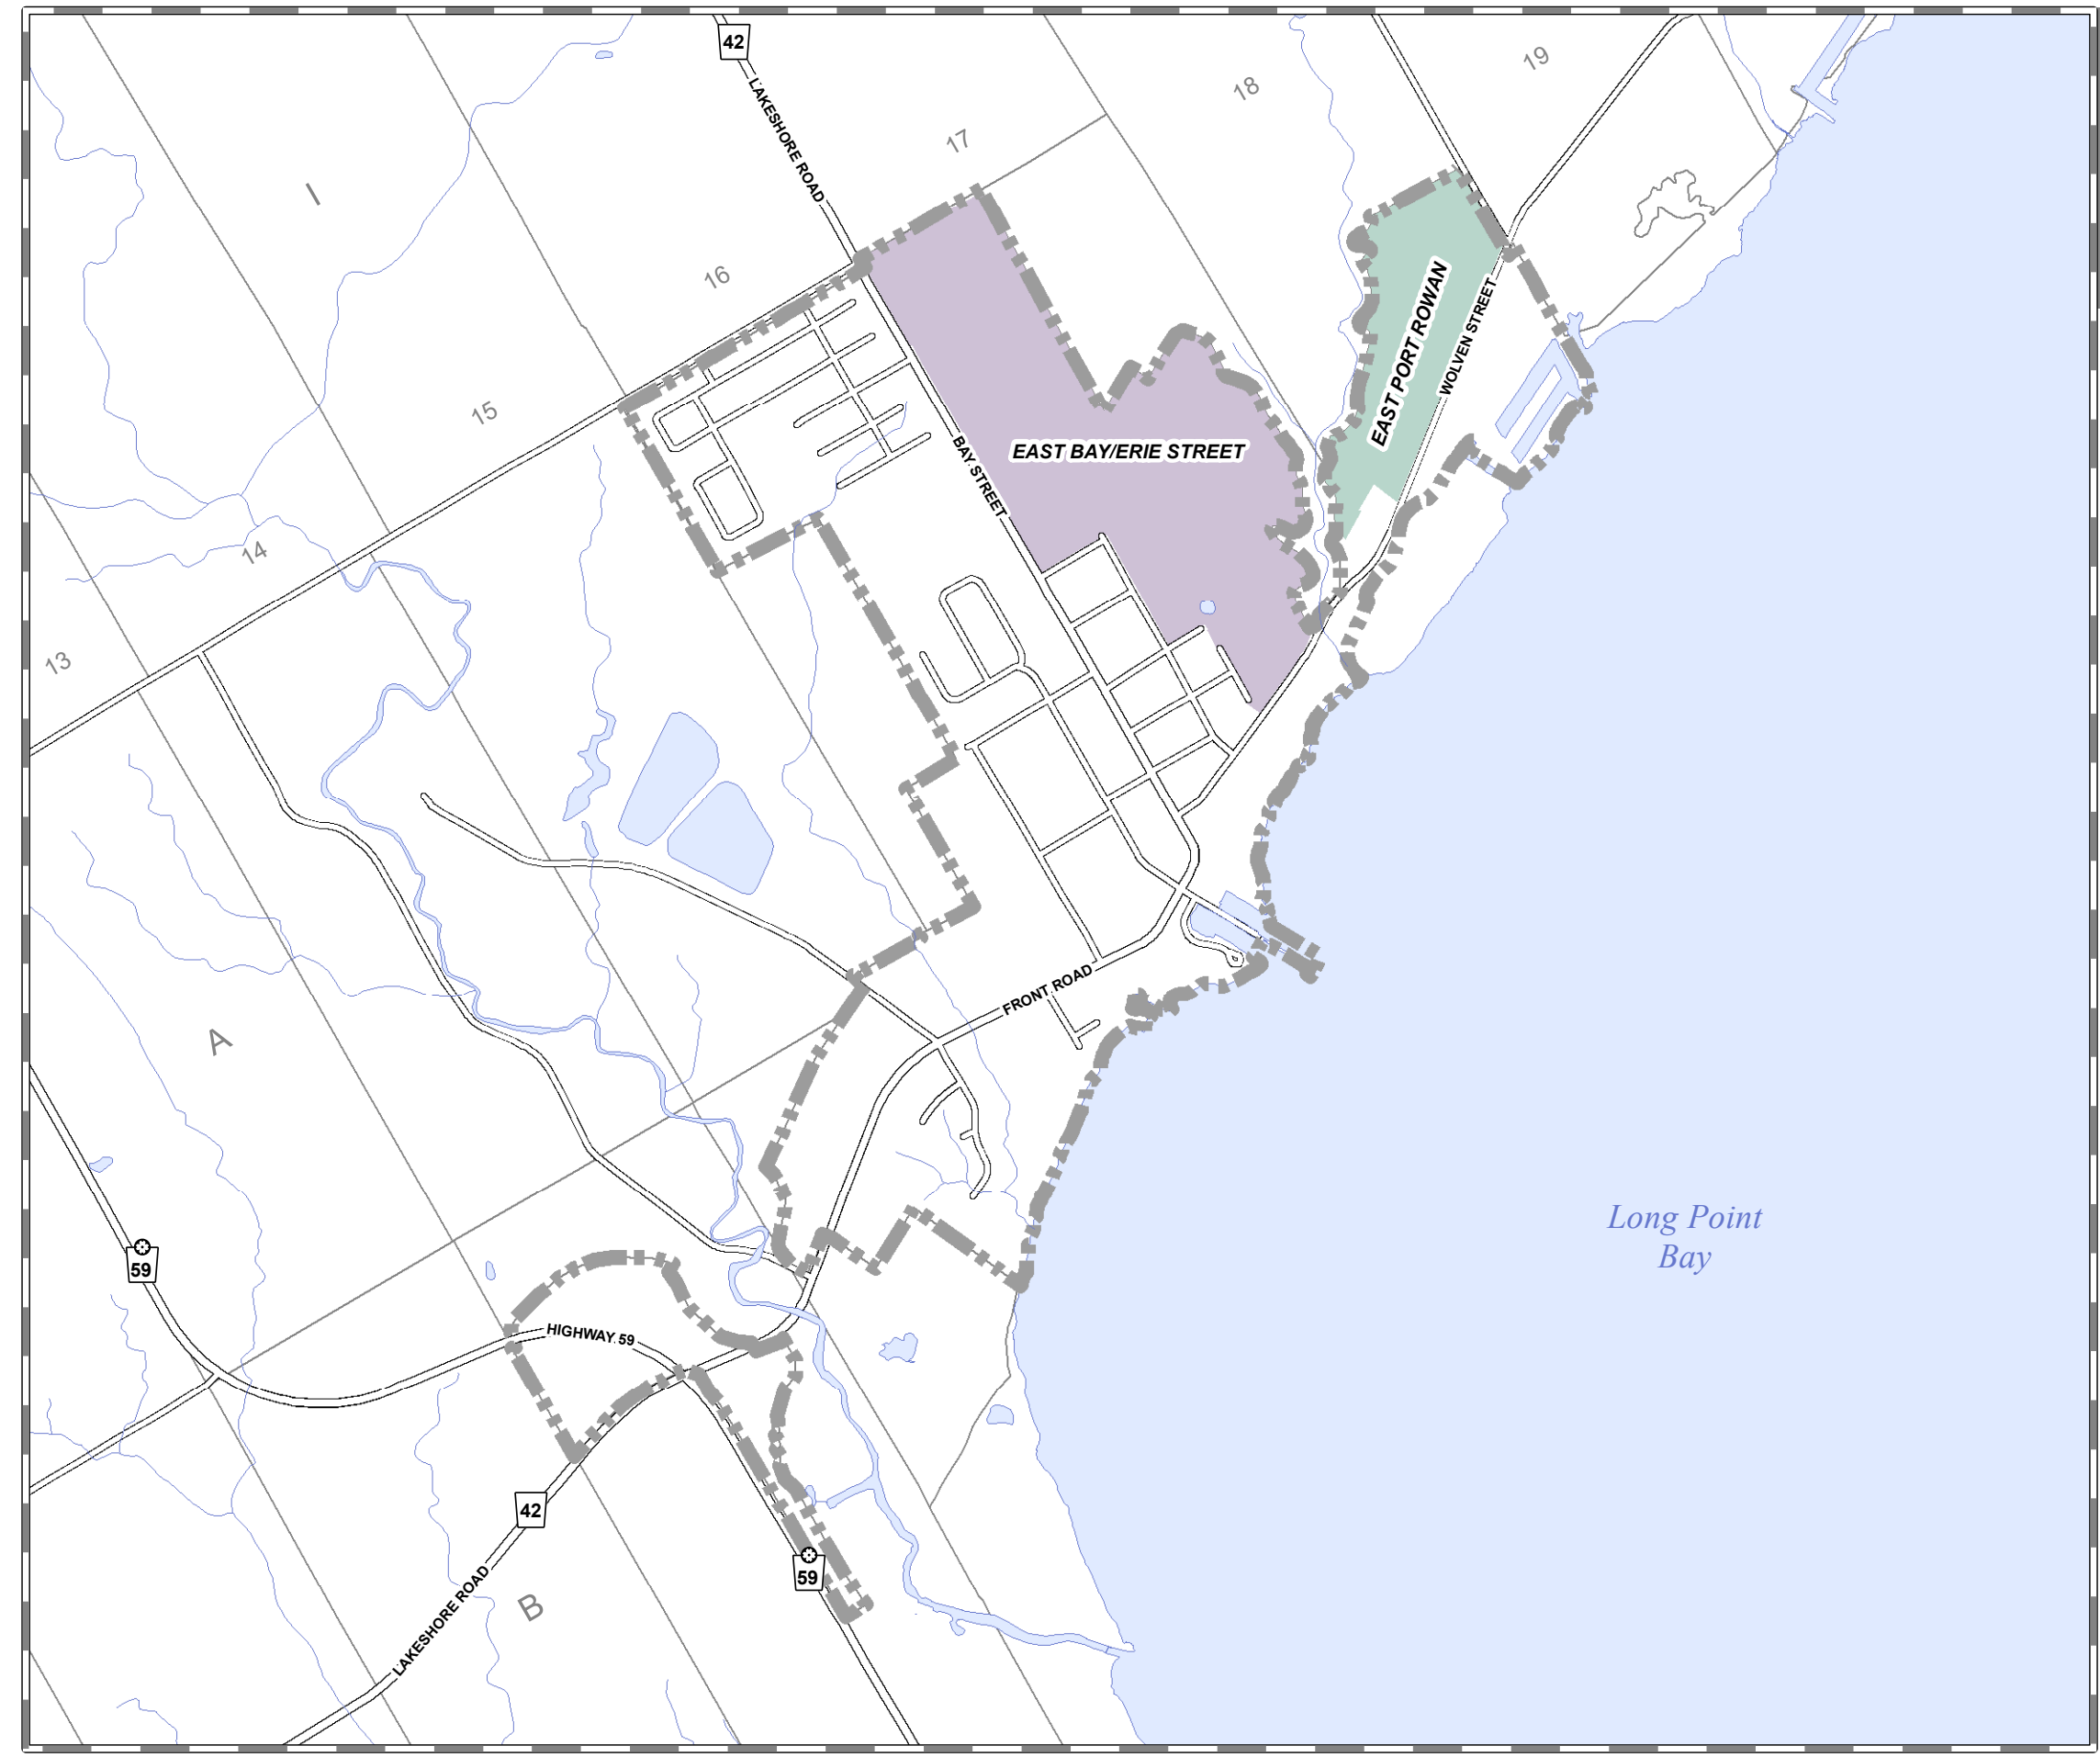 42
19
18
LAKESHORE ROAD
17
I
16
EAST PORT ROWAN
WOLVEN STREET
15
BAY STREET
EAST BAY/ERIE STREET
14
13
FRONT ROAD
A
Long Point
Bay
59
HIGHWAY 59
42
59
B
LAKESHORE ROAD